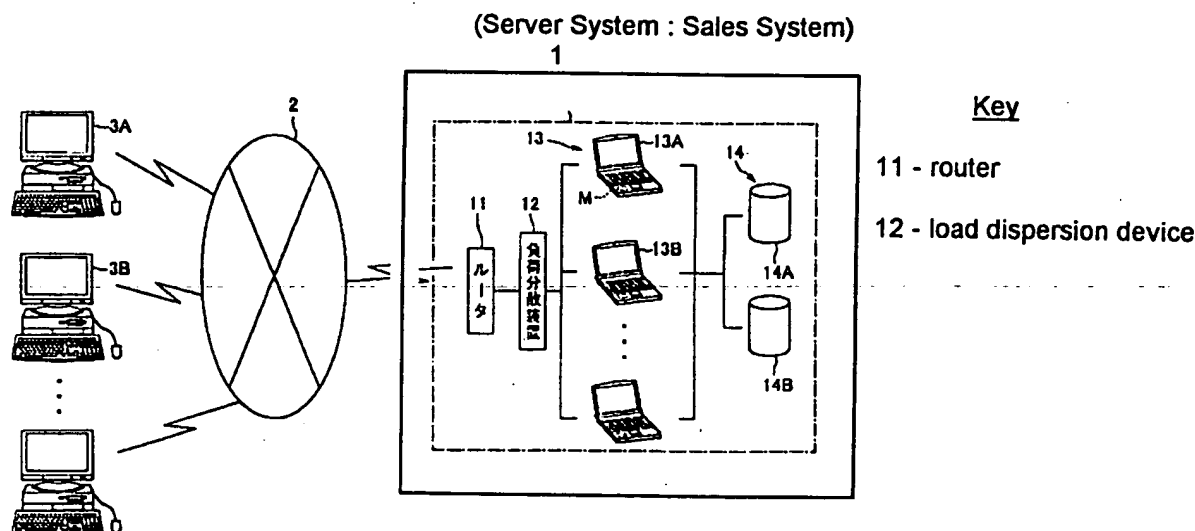 (Server System : Sales System)
1
3A
2
13
13A
Key
11 - router
M
14
11
12
12 - load dispersion device
3B
13B
14A
ルータ
負荷分散装置
14B